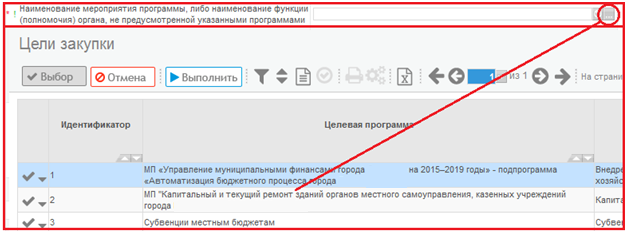 * ! Наименование мероприятия программы, либо наименование функции
(полномочия) органа, не предусмотренной указанными программами
Цели закупки
Выбор Отмена Выполнить 1 из 1 На страни
Идентификатор Целевая программа
1 МП «Управление муниципальными финансами города на 2015–2019 годы» - подпрограмма Внедре
«Автоматизация бюджетного процесса города хозяйс
2 МП "Капитальный и текущий ремонт зданий органов местного самоуправления, казенных учреждений Капита
города
3 Субвенции местным бюджетам Субвен